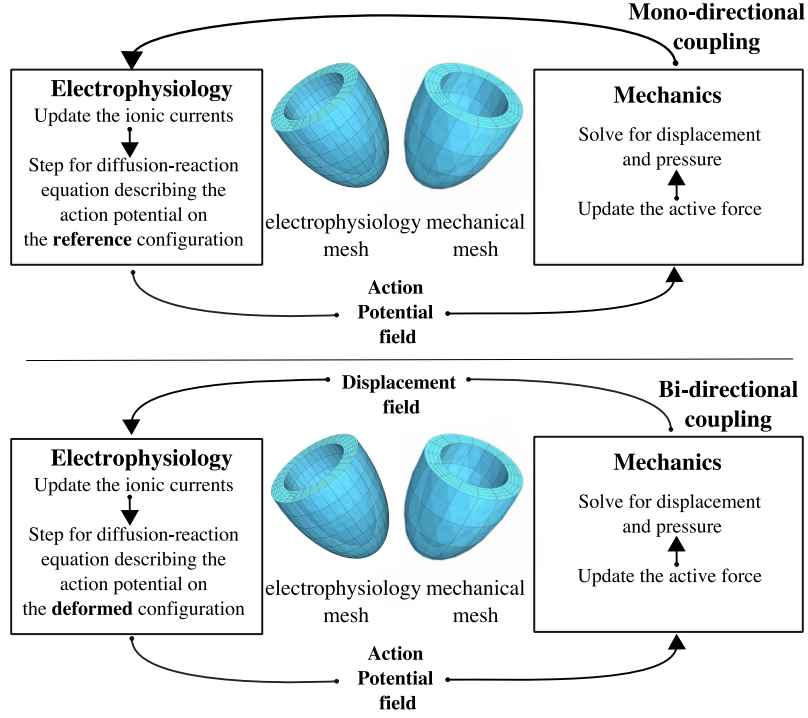 Mono-directional
coupling
Electrophysiology
Update the ionic currents
Step for diffusion-reaction
equation describing the
action potential on
the reference configuration
electrophysiology
mesh
mechanical
mesh
Mechanics
Solve for displacement
and pressure
Update the active force
Action
Potential
field
Displacement
field
Bi-directional
coupling
Electrophysiology
Update the ionic currents
Step for diffusion-reaction
equation describing the
action potential on
the deformed configuration
electrophysiology
mesh
mechanical
mesh
Mechanics
Solve for displacement
and pressure
Update the active force
Action
Potential
field